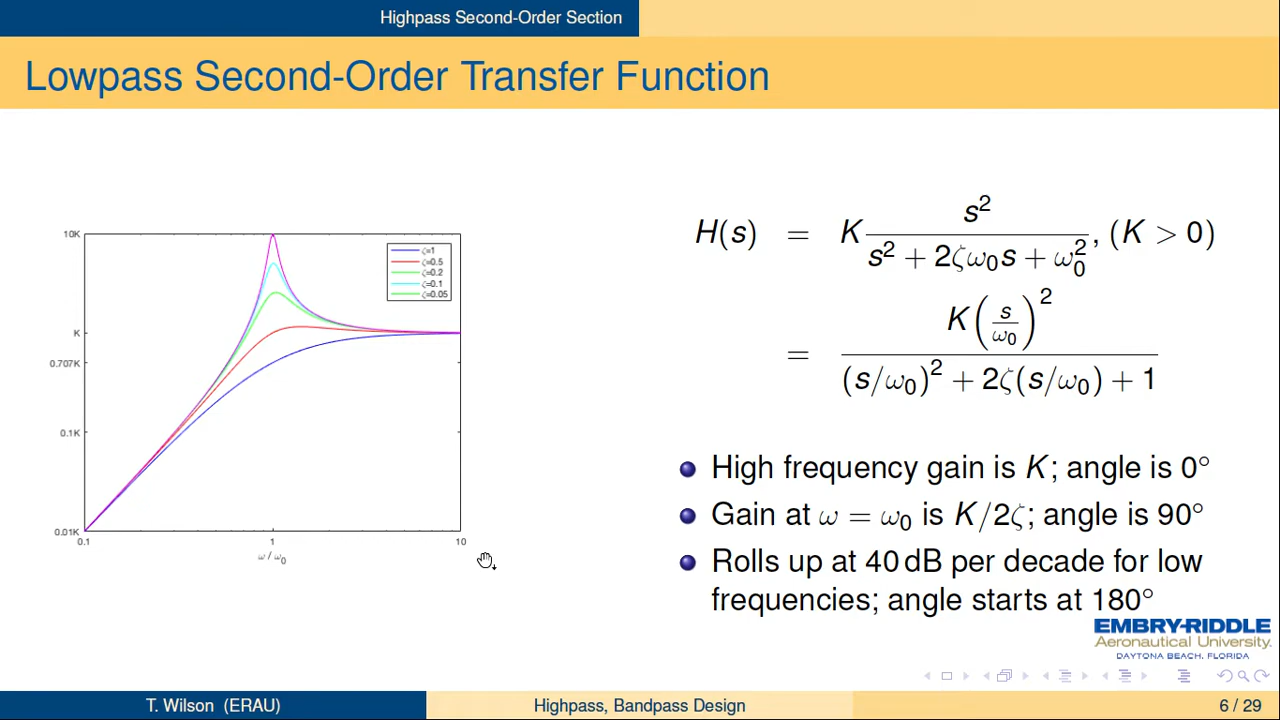 Highpass Second-Order Section
Lowpass Second-Order Transfer Function
10K
K
0.707K
0.1K
0.01K
0.1
1
10
ω / ω₀
ζ=1
ζ=0.5
ζ=0.2
ζ=0.1
ζ=0.05
H(s) = K s² / (s² + 2ζω₀s + ω₀²), (K > 0)
= K(s/ω₀)² / ((s/ω₀)² + 2ζ(s/ω₀) + 1)
High frequency gain is K; angle is 0°
Gain at ω = ω₀ is K/2ζ; angle is 90°
Rolls up at 40 dB per decade for low
frequencies; angle starts at 180°
EMBRY-RIDDLE
Aeronautical University.
DAYTONA BEACH, FLORIDA
T. Wilson (ERAU)
Highpass, Bandpass Design
6 / 29